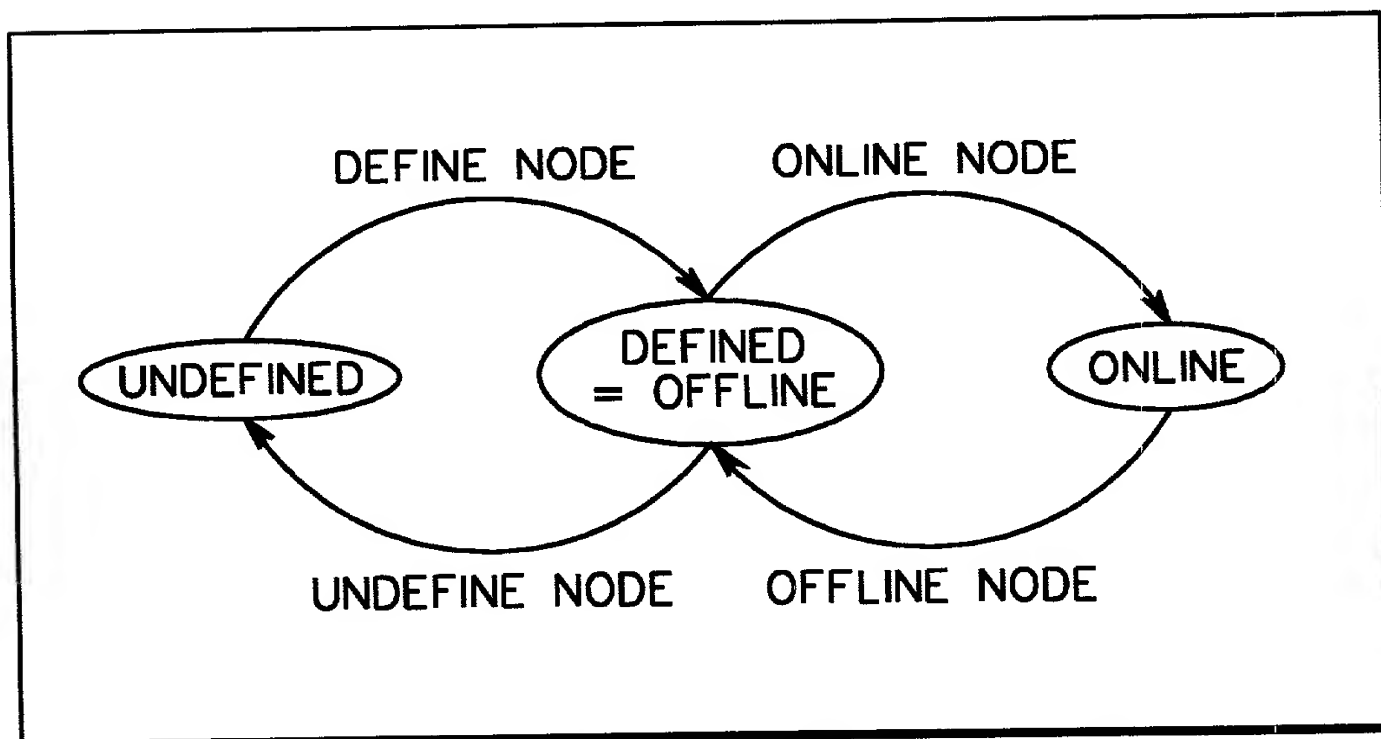 DEFINE NODE
ONLINE NODE
UNDEFINED
DEFINED
= OFFLINE
ONLINE
UNDEFINE NODE
OFFLINE NODE